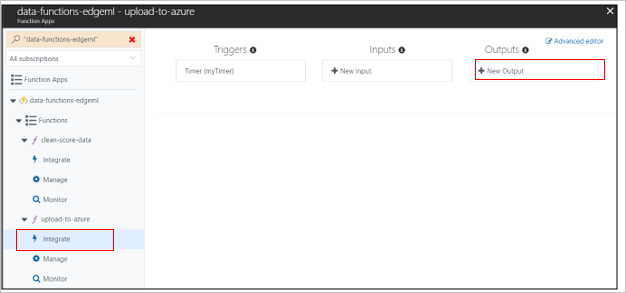 data-functions-edgeml - upload-to-azure
Function Apps
"data-functions-edgeml"
All subscriptions
Function Apps
data-functions-edgeml
Functions
clean-score-data
Integrate
Manage
Monitor
upload-to-azure
Integrate
Manage
Monitor
Advanced editor
Triggers
Inputs
Outputs
Timer (myTimer)
New Input
New Output